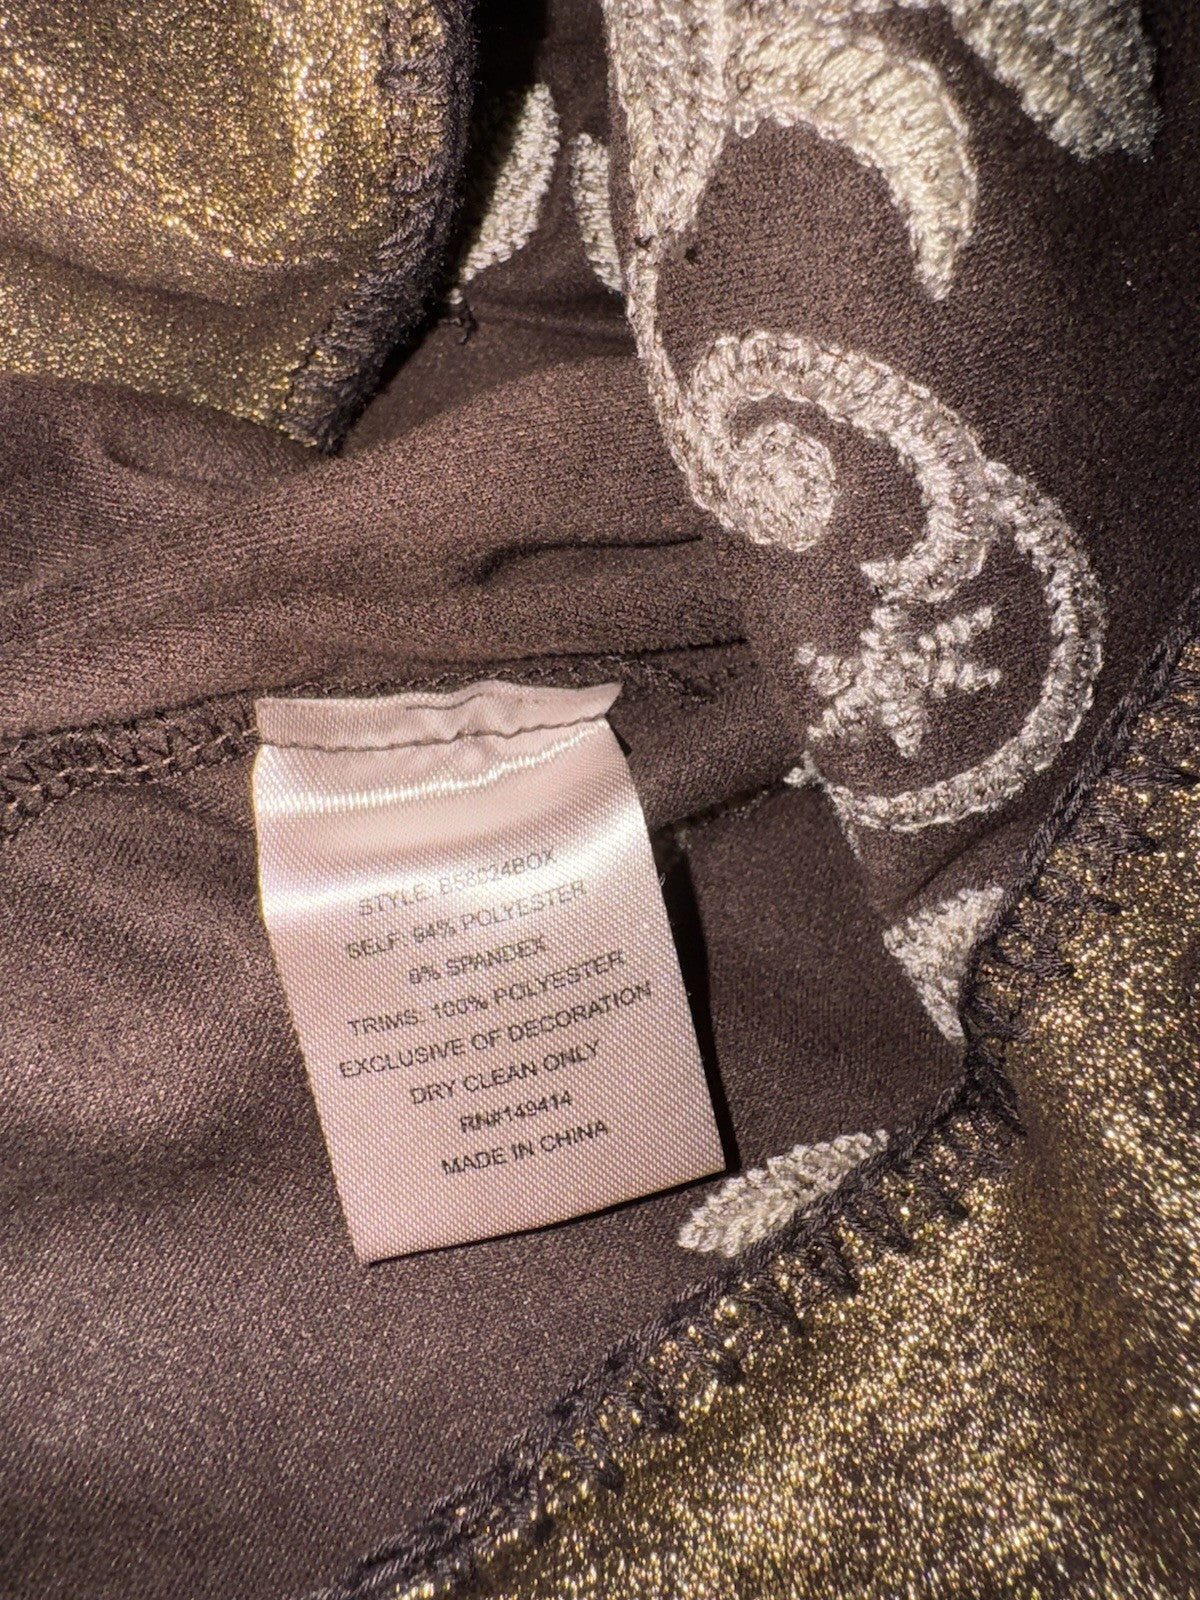 STYLE: BS8024BOX
SELF: 94% POLYESTER
6% SPANDEX
TRIMS: 100% POLYESTER
EXCLUSIVE OF DECORATION
DRY CLEAN ONLY
RN#149414
MADE IN CHINA